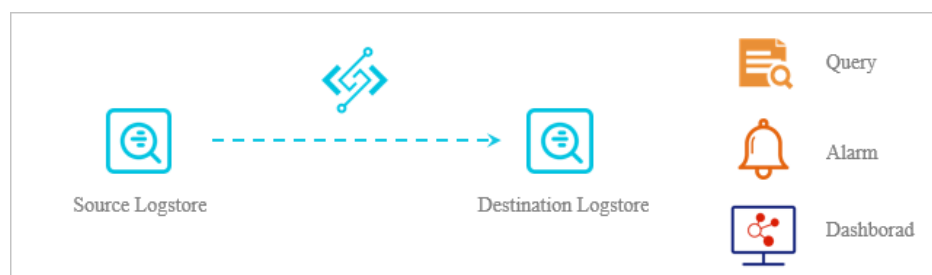 Source Logstore
Destination Logstore
Query
Alarm
Dashborad